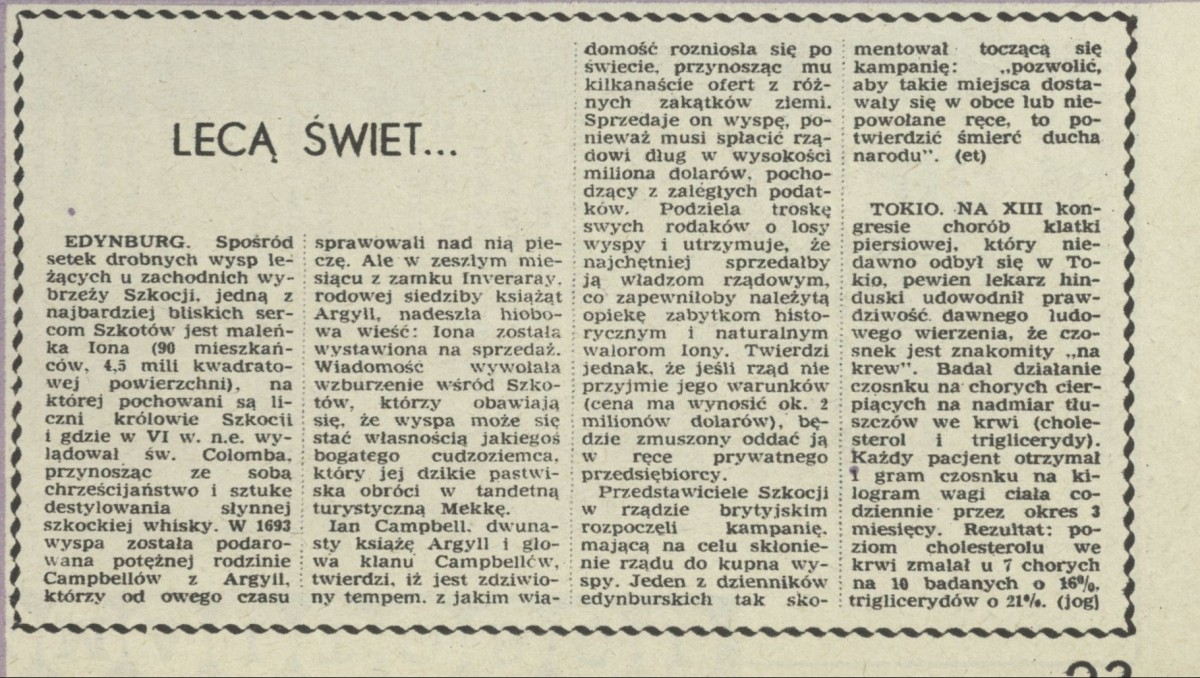 LECĄ ŚWIET...
EDYNBURG. Spośród
setek drobnych wysp le-
żących u zachodnich wy-
brzeży Szkocji, jedną z
najbardziej bliskich ser-
com Szkotów jest maleń-
ka Iona (90 mieszkań-
ców, 4,5 mili kwadrato-
wej powierzchni), na
której pochowani są li-
czni królowie Szkocji
i gdzie w VI w. n.e. wy-
lądował św. Colomba,
przynosząc ze sobą
chrześcijaństwo i sztukę
destylowania słynnej
szkockiej whisky. W 1693
wyspa została podaro-
wana potężnej rodzinie
Campbellów z Argyll,
którzy od owego czasu
sprawowali nad nią pie-
czę. Ale w zeszłym mie-
siącu z zamku Inveraray,
rodowej siedziby książąt
Argyll, nadeszła hiobo-
wa wieść: Iona została
wystawiona na sprzedaż.
Wiadomość wywołała
wzburzenie wśród Szko-
tów, którzy obawiają
się, że wyspa może się
stać własnością jakiegoś
bogatego cudzoziemca,
który jej dzikie pastwi-
ska obróci w tandetną
turystyczną Mekkę.
Ian Campbell, dwuna-
sty książę Argyll i gło-
wa klanu Campbellów,
twierdzi, iż jest zdziwio-
ny tempem, z jakim wia-
domość rozniosła się po
świecie, przynosząc mu
kilkanaście ofert z róż-
nych zakątków ziemi.
Sprzedaje on wyspę, po-
nieważ musi spłacić rzą-
dowi dług w wysokości
miliona dolarów, pocho-
dzący z zaległych podat-
ków. Podziela troskę
swych rodaków o losy
wyspy i utrzymuje, że
najchętniej sprzedałby
ją władzom rządowym,
co zapewniłoby należytą
opiekę zabytkom histo-
rycznym i naturalnym
walorom Iony. Twierdzi
jednak, że jeśli rząd nie
przyjmie jego warunków
(cena ma wynosić ok. 2
milionów dolarów), bę-
dzie zmuszony oddać ją
w ręce prywatnego
przedsiębiorcy.
Przedstawiciele Szkocji
w rządzie brytyjskim
rozpoczęli kampanię,
mającą na celu skłonie-
nie rządu do kupna wy-
spy. Jeden z dzienników
edynburskich tak sko-
mentował toczącą się
kampanię: „pozwolić,
aby takie miejsca dosta-
wały się w obce lub nie-
powołane ręce, to po-
twierdzić śmierć ducha
narodu". (et)
TOKIO. NA XIII kon-
gresie chorób klatki
piersiowej, który nie-
dawno odbył się w To-
kio, pewien lekarz hin-
duski udowodnił praw-
dziwość dawnego ludo-
wego wierzenia, że czo-
snek jest znakomity „na
krew". Badał działanie
czosnku na chorych cier-
piących na nadmiar tłu-
szczów we krwi (chole-
sterol i triglicerydy).
Każdy pacjent otrzymał
1 gram czosnku na ki-
logram wagi ciała co-
dziennie przez okres 3
miesięcy. Rezultat: po-
ziom cholesterolu we
krwi zmalał u 7 chorych
na 10 badanych o 16%,
triglicerydów o 21%. (jog)